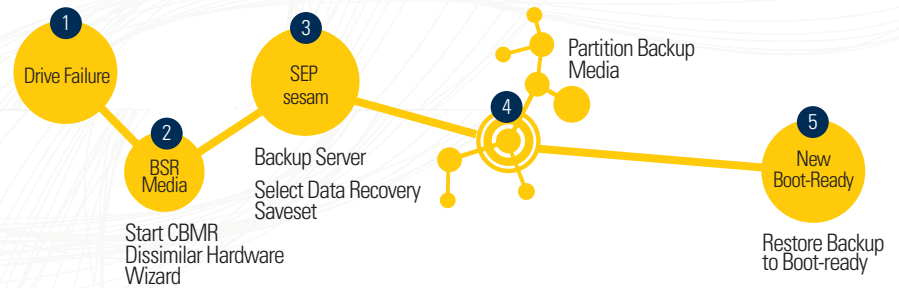 1
Drive Failure
2
BSR
Media
Start CBMR
Dissimilar Hardware
Wizard
3
SEP
sesam
Backup Server
Select Data Recovery
Saveset
4
Partition Backup
Media
5
New
Boot-Ready
Restore Backup
to Boot-ready